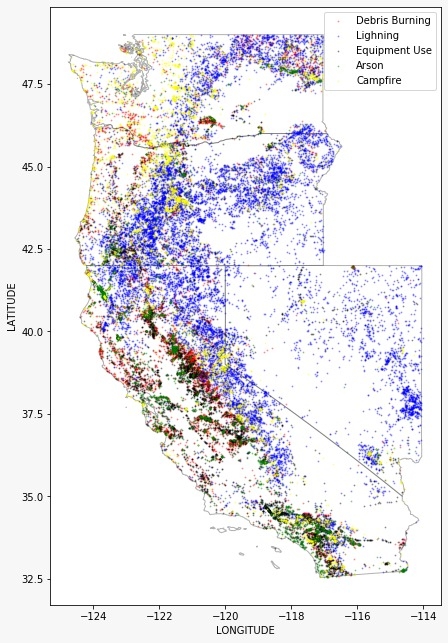 Debris Burning
Lighning
Equipment Use
Arson
Campfire
LATITUDE
47.5
45.0
42.5
40.0
37.5
35.0
32.5
−124
−122
−120
−118
−116
−114
LONGITUDE